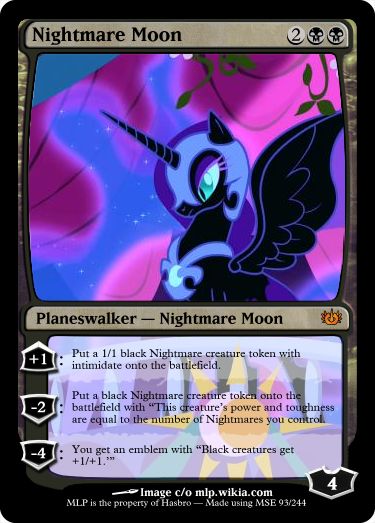 Nightmare Moon 2
Planeswalker — Nightmare Moon
+1: Put a 1/1 black Nightmare creature token with
intimidate onto the battlefield.
-2: Put a black Nightmare creature token onto the
battlefield with “This creature's power and toughness
are equal to the number of Nightmares you control.
-4: You get an emblem with “Black creatures get
+1/+1.’”
4
Image c/o mlp.wikia.com
MLP is the property of Hasbro — Made using MSE 93/244